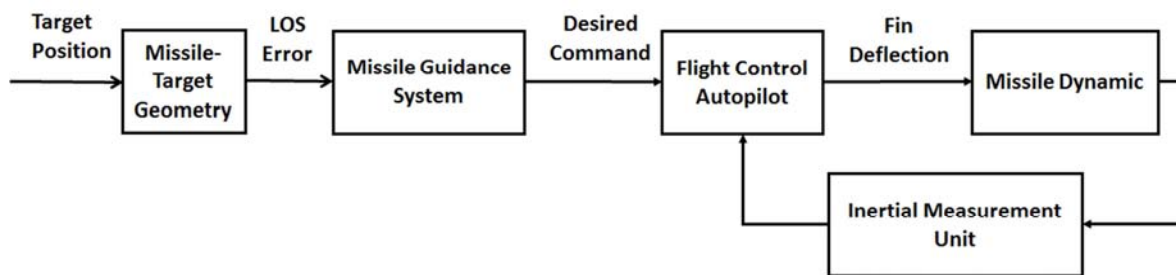 Target
Position
Missile-
Target
Geometry
LOS
Error
Missile Guidance
System
Desired
Command
Flight Control
Autopilot
Fin
Deflection
Missile Dynamic
Inertial Measurement
Unit